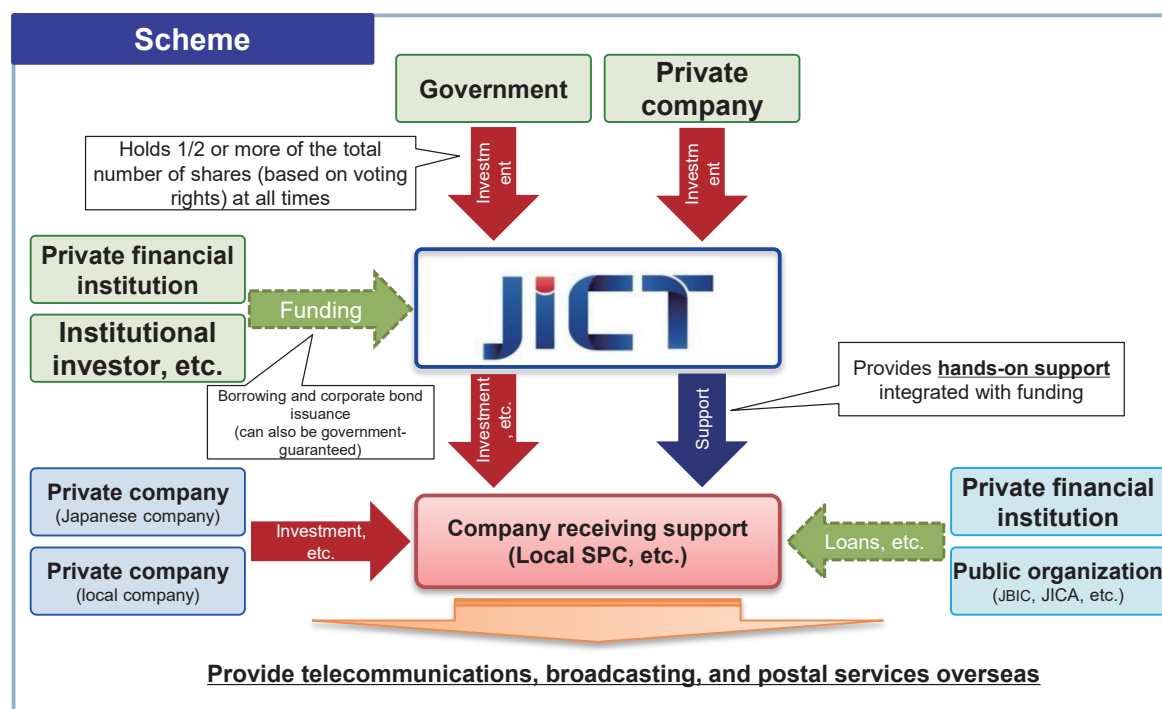 Scheme
Government
Private
company
Holds 1/2 or more of the total
number of shares (based on voting
rights) at all times
Investm
ent
Investm
ent
Private financial
institution
Institutional
investor, etc.
Funding
JICT
Borrowing and corporate bond
issuance
(can also be government-
guaranteed)
Investment
, etc.
Support
Provides hands-on support
integrated with funding
Private company
(Japanese company)
Private company
(local company)
Investment,
etc.
Company receiving support
(Local SPC, etc.)
Loans, etc.
Private financial
institution
Public organization
(JBIC, JICA, etc.)
Provide telecommunications, broadcasting, and postal services overseas